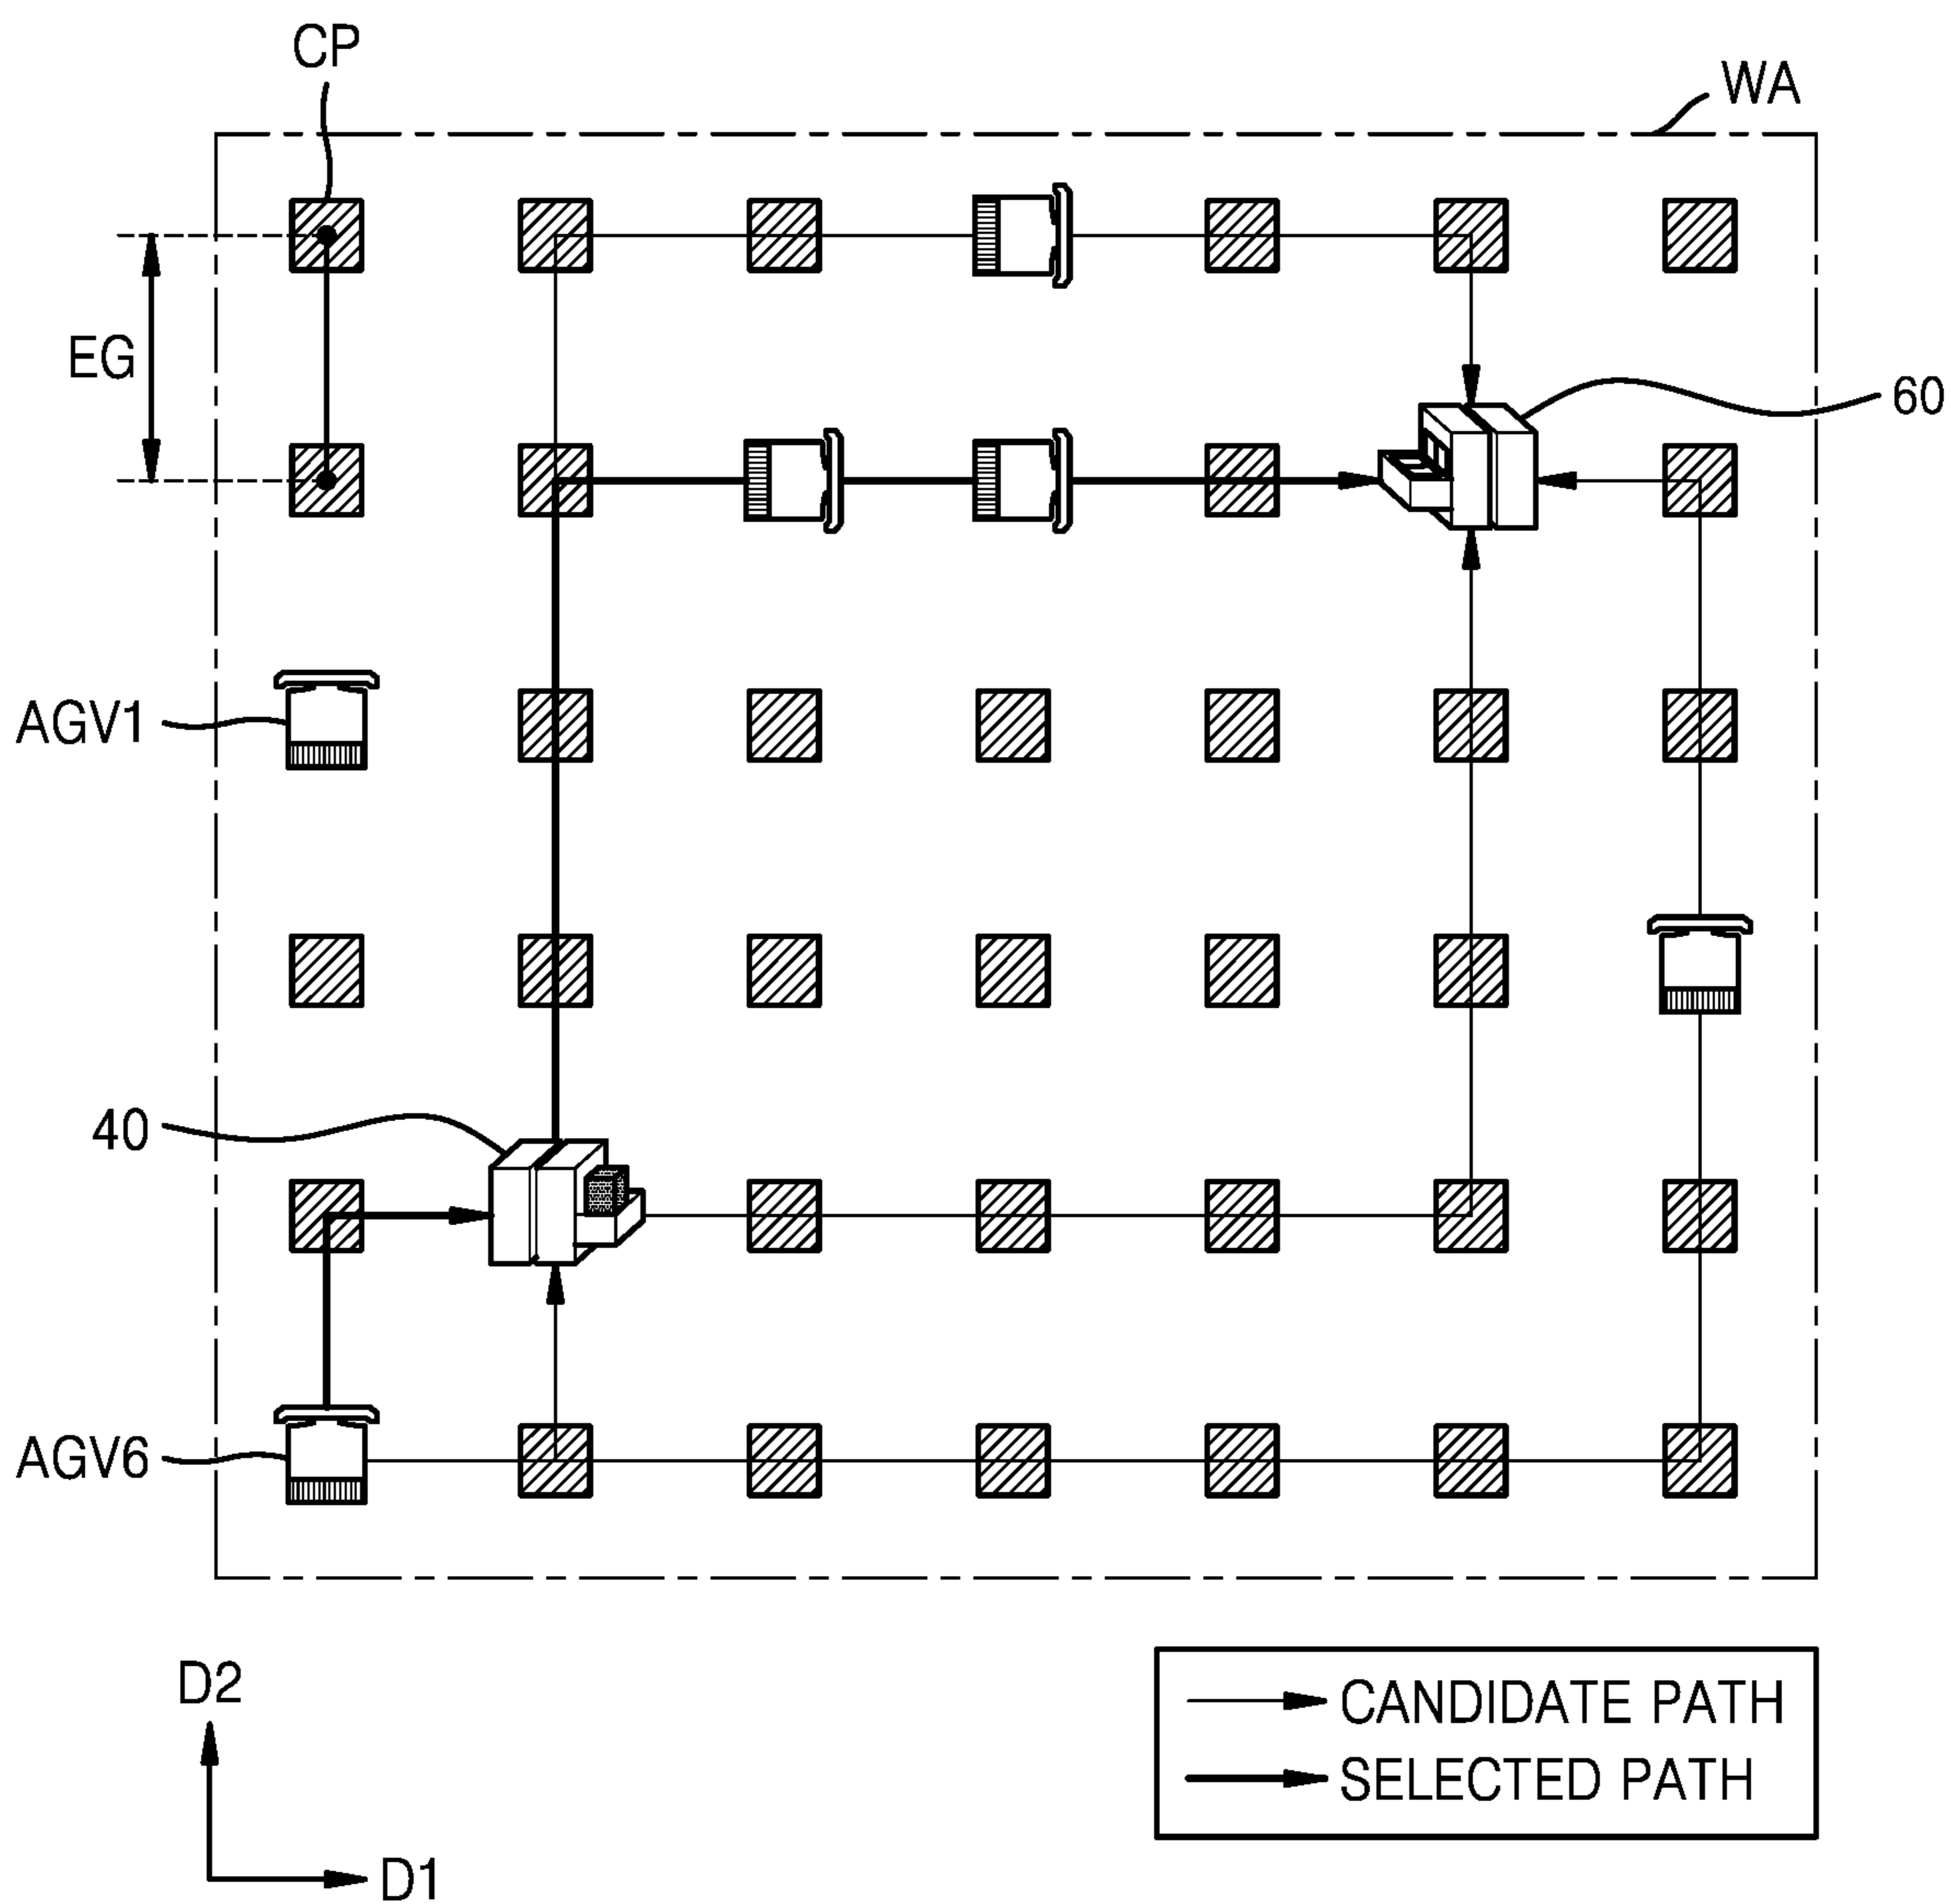 CP
WA
EG
60
AGV1
40
AGV6
D2
D1
CANDIDATE PATH
SELECTED PATH